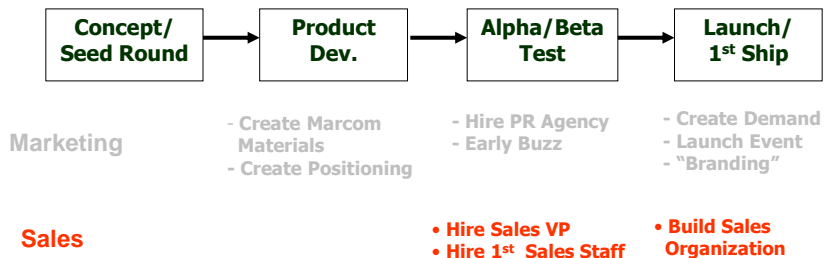 Concept/
Seed Round
Product
Dev.
Alpha/Beta
Test
Launch/
1st Ship
Marketing
- Create Marcom
Materials
- Create Positioning
- Hire PR Agency
- Early Buzz
- Create Demand
- Launch Event
- “Branding”
Sales
• Hire Sales VP
• Hire 1st Sales Staff
• Build Sales
Organization